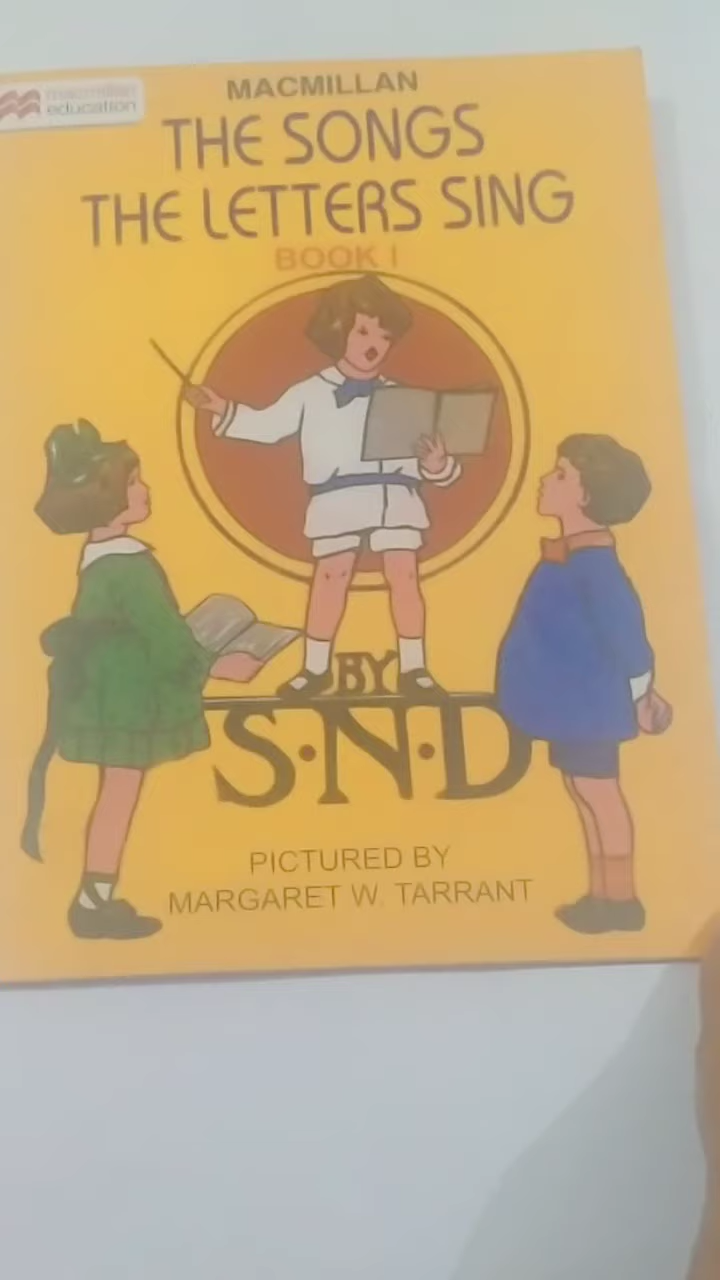 macmillan
education
MACMILLAN
THE SONGS
THE LETTERS SING
BOOK I
BY
S·N·D
PICTURED BY
MARGARET W. TARRANT